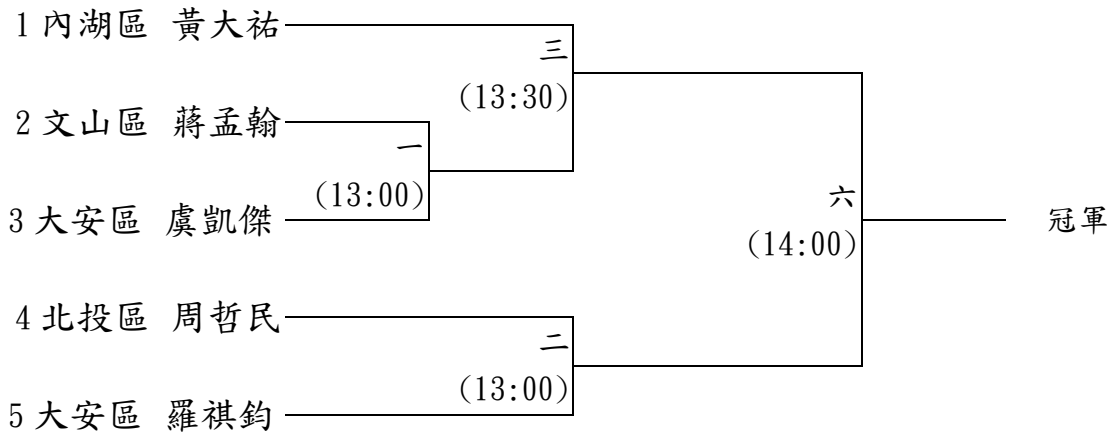 1 內湖區 黃大祐
三
(13:30)
2 文山區 蔣孟翰
一
(13:00)
3 大安區 虞凱傑
六
(14:00)
冠軍
4 北投區 周哲民
二
(13:00)
5 大安區 羅祺鈞